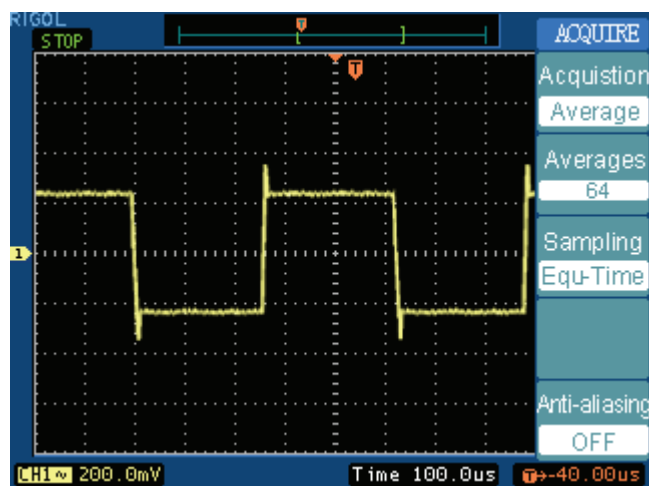 RIGOL
STOP
T
ACQUIRE
T
Acquistion
Average
Averages
64
1
Sampling
Equ-Time
Anti-aliasing
OFF
CH1~ 200.0mV Time 100.0us T→-40.00us